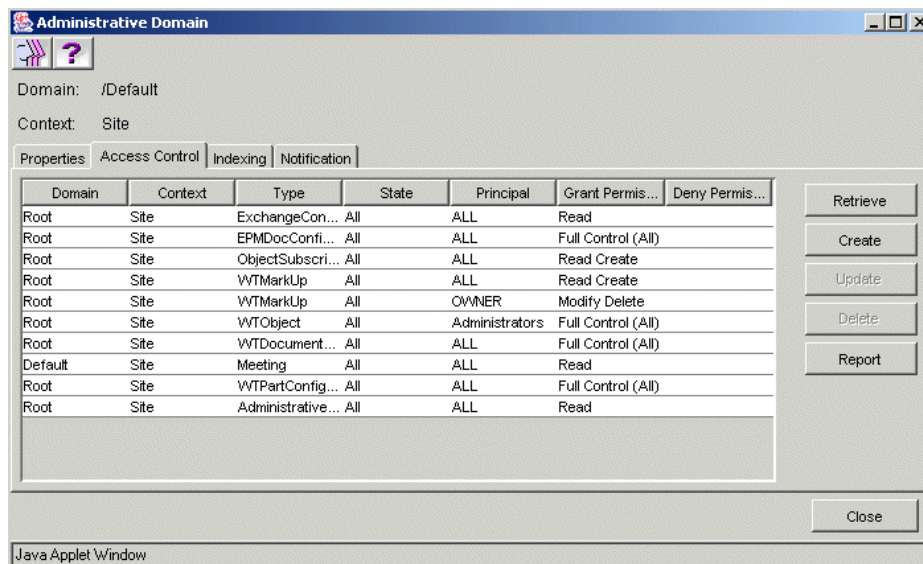 Administrative Domain
?
Domain: /Default
Context: Site
Properties Access Control Indexing Notification
Domain Context Type State Principal Grant Permis... Deny Permis...
Root Site ExchangeCon... All ALL Read
Root Site EPMDocConfi... All ALL Full Control (All)
Root Site ObjectSubscri... All ALL Read Create
Root Site WTMarkUp All ALL Read Create
Root Site WTMarkUp All OWNER Modify Delete
Root Site WTObject All Administrators Full Control (All)
Root Site WTDocument... All ALL Full Control (All)
Default Site Meeting All ALL Read
Root Site WTPartConfig... All ALL Full Control (All)
Root Site Administrative... All ALL Read
Retrieve
Create
Update
Delete
Report
Close
Java Applet Window